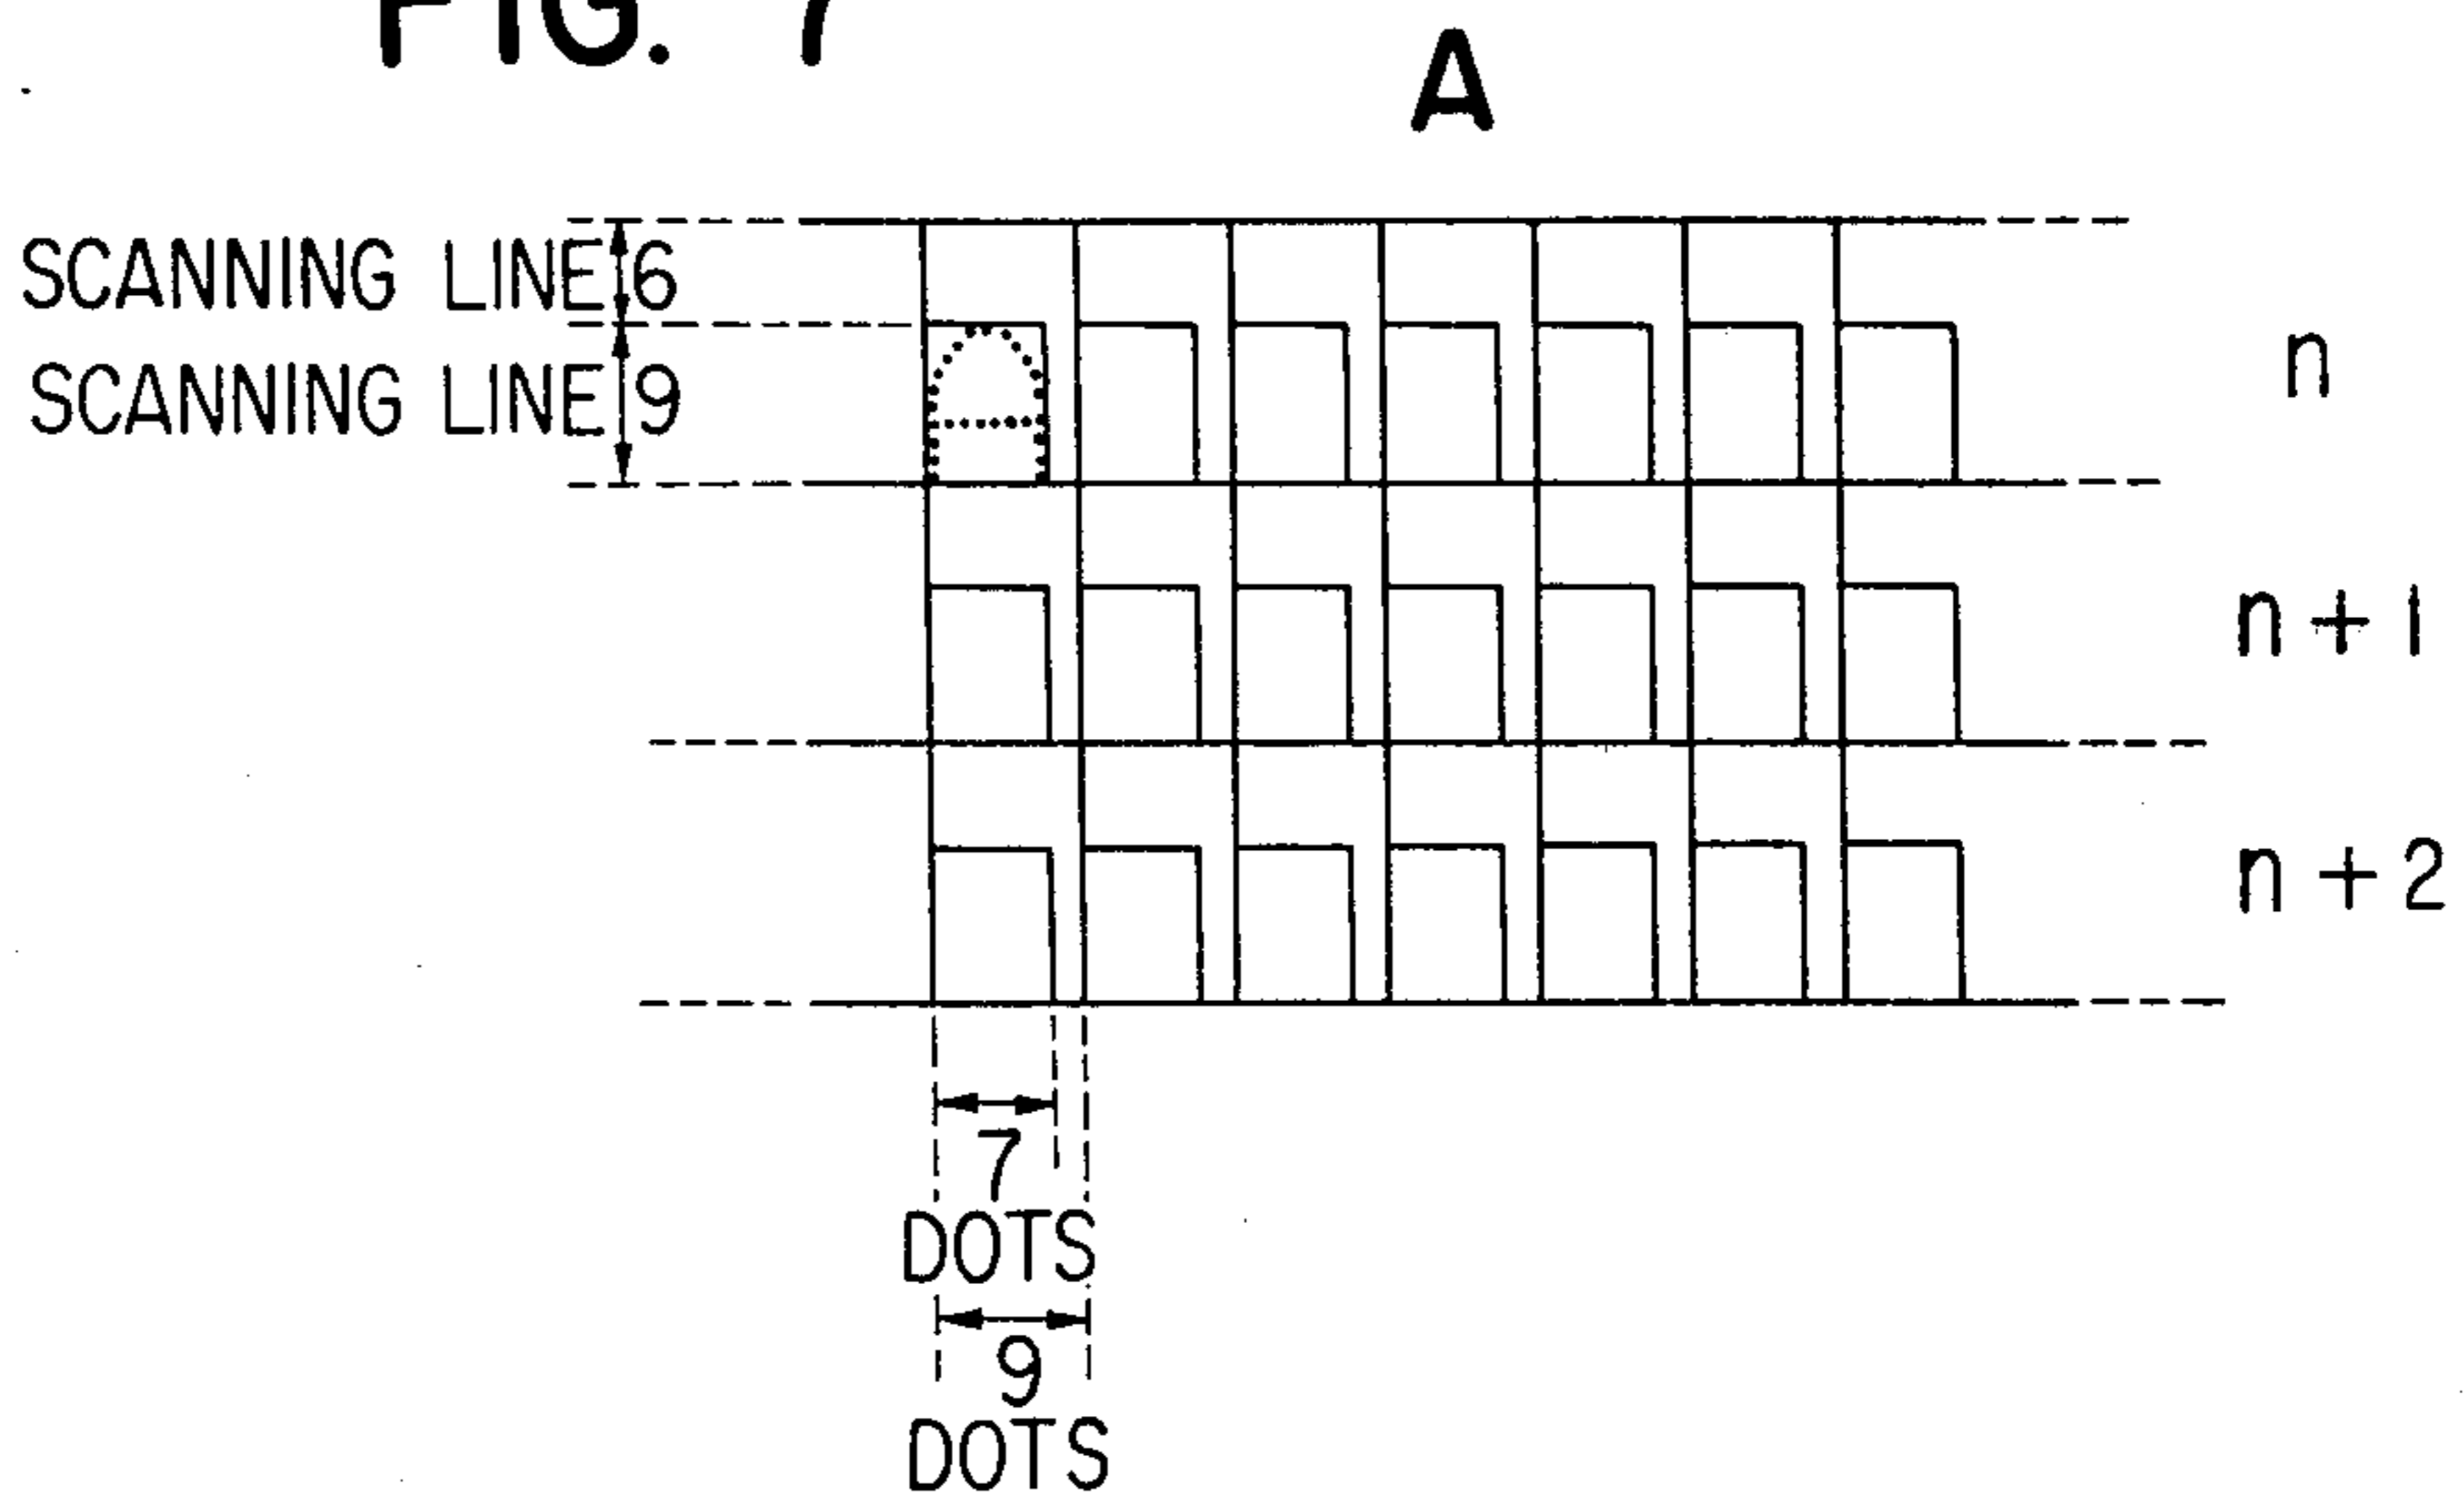 FIG. 7
A
SCANNING LINE 6
SCANNING LINE 9
n
n + 1
n + 2
7
DOTS
9
DOTS